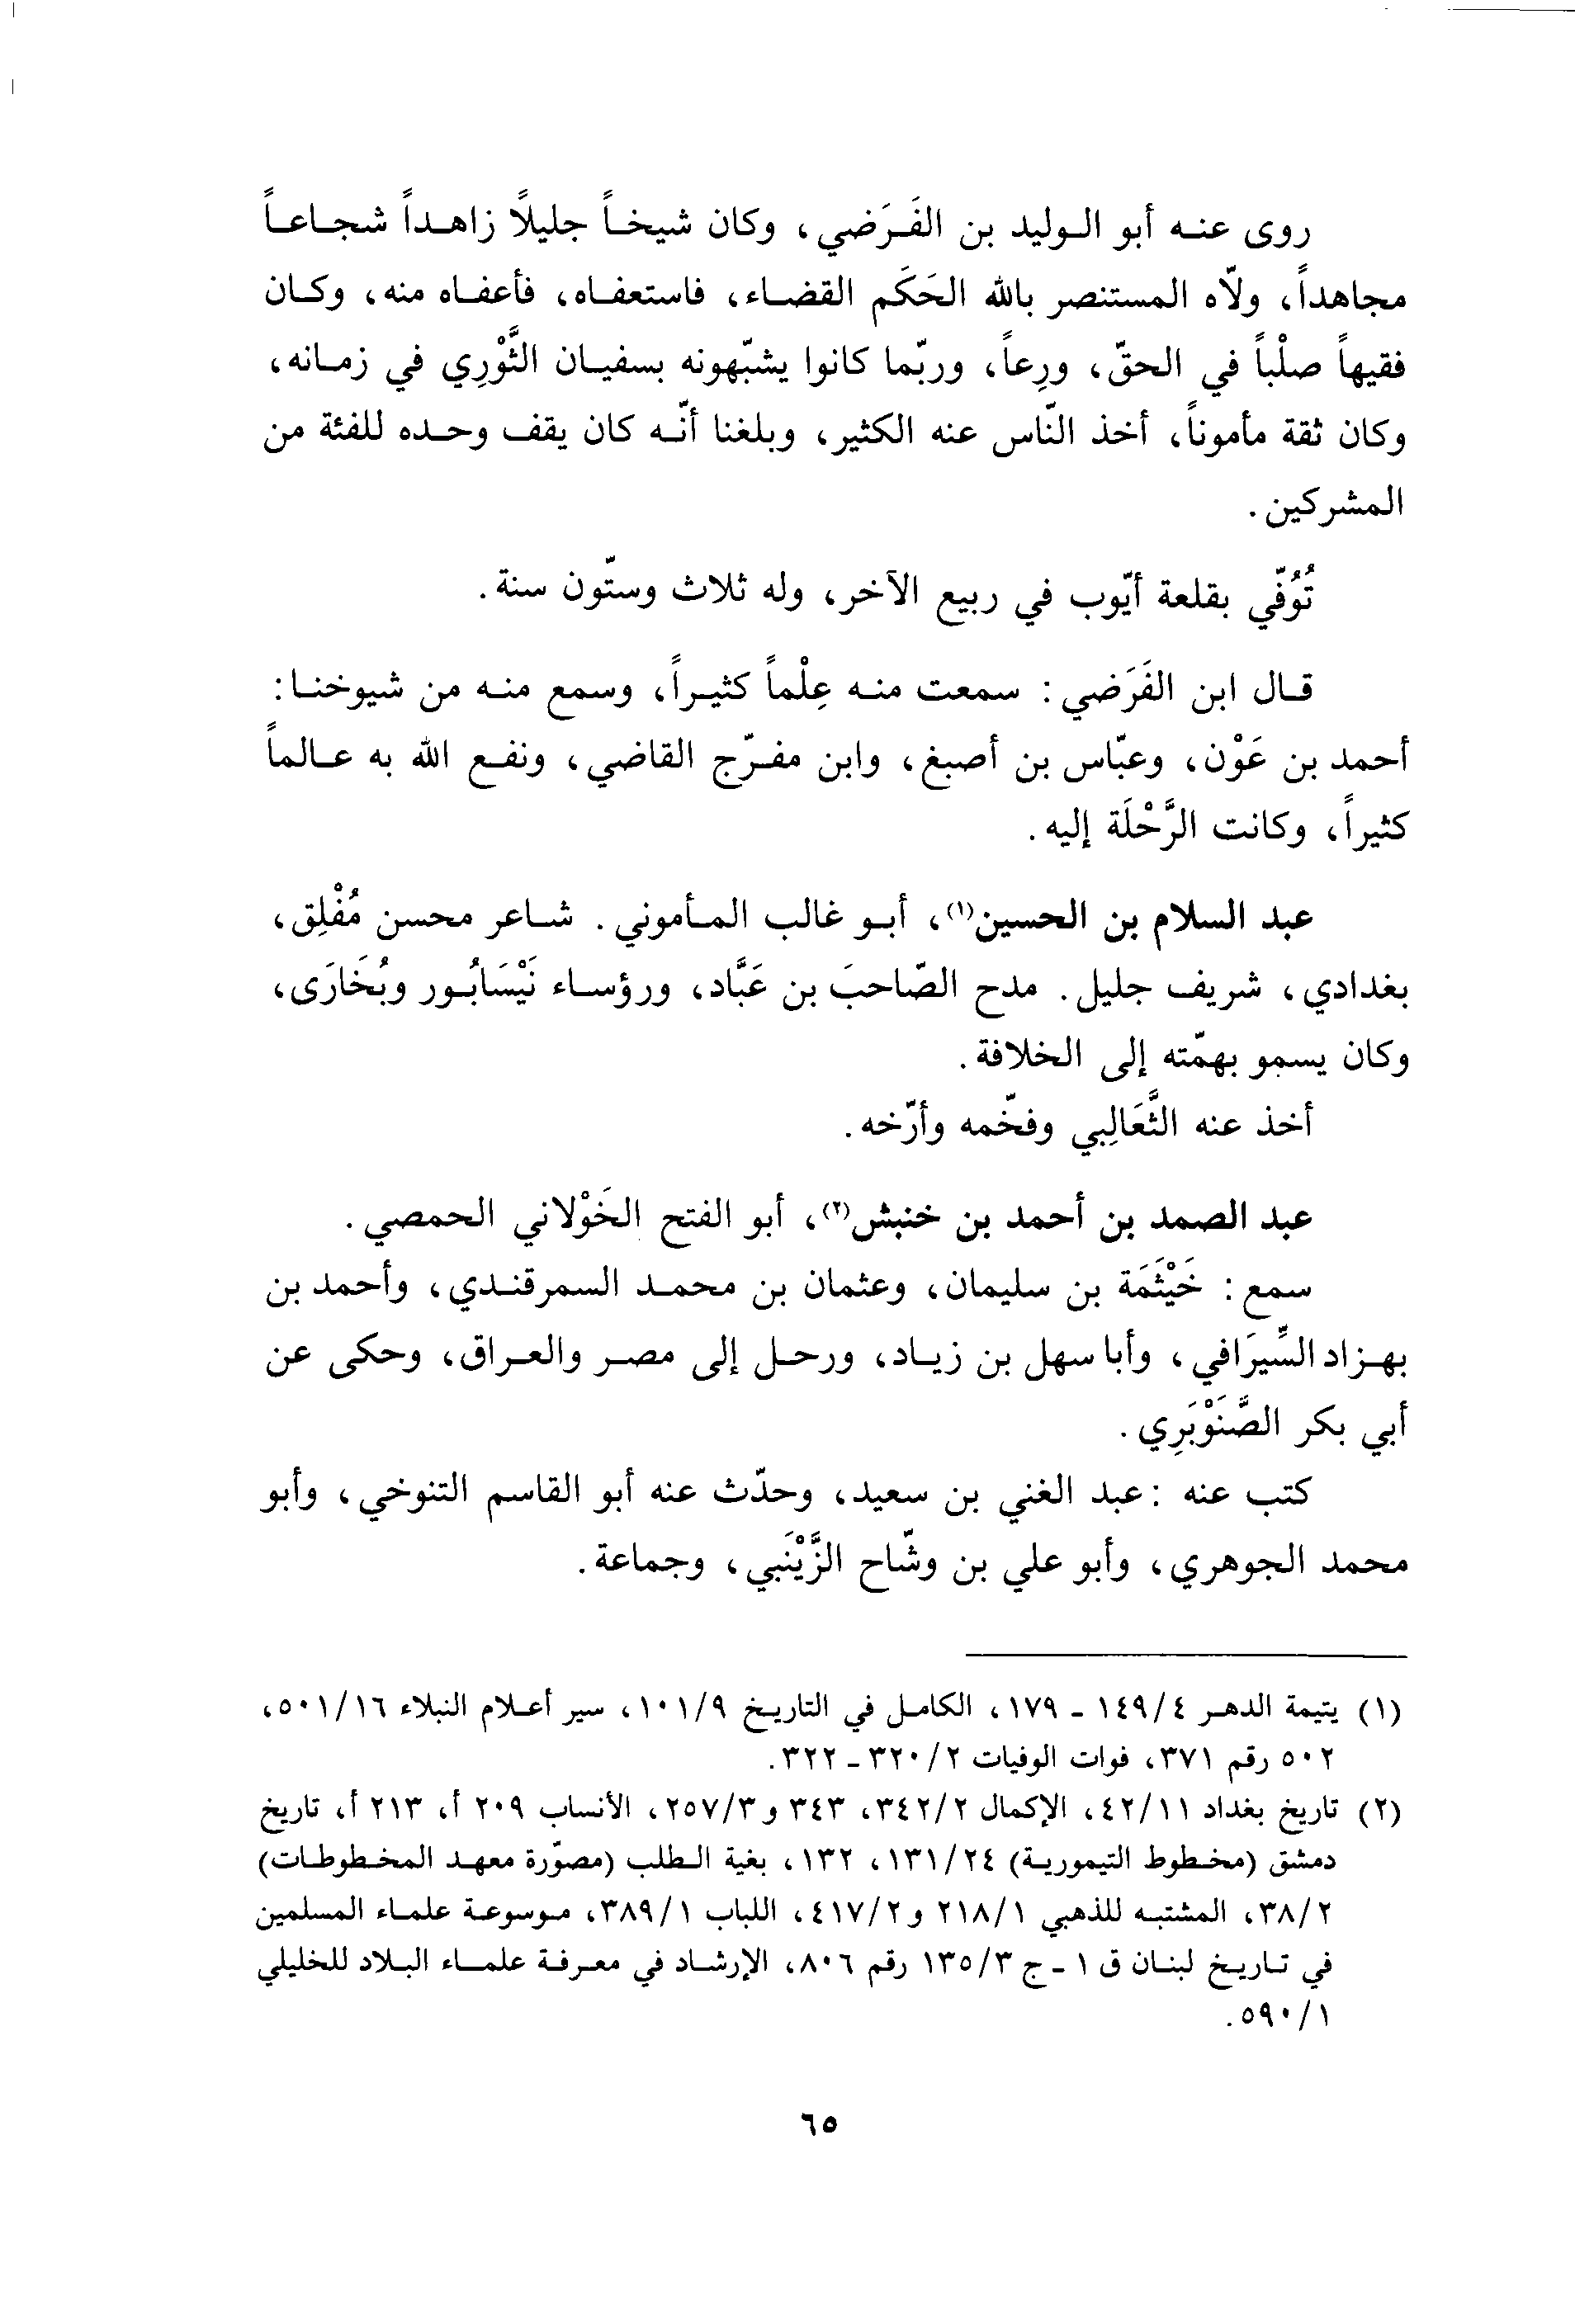 روى عنه أبو الوليد بن الفَرَضي، وكان شيخاً جليلاً زاهداً شجاعاً
مجاهداً، ولّاه المستنصر بالله الحَكَم القضاء، فاستعفاه، فأعفاه منه، وكان
فقيهاً صلْباً في الحقّ، ورِعاً، وربّما كانوا يشبّهونه بسفيان الثَّوْرِي في زمانه،
وكان ثقة مأموناً، أخذ النّاس عنه الكثير، وبلغنا أنّه كان يقف وحده للفئة من
المشركين.
تُوُفّي بقلعة أيّوب في ربيع الآخر، وله ثلاث وستّون سنة.
قال ابن الفَرَضي: سمعت منه عِلْماً كثيراً، وسمع منه من شيوخنا:
أحمد بن عَوْن، وعبّاس بن أصبغ، وابن مفرّج القاضي، ونفع الله به عالماً
كثيراً، وكانت الرَّحْلَة إليه.
عبد السلام بن الحسين(١)، أبو غالب المأموني. شاعر محسن مُفْلِق،
بغدادي، شريف جليل. مدح الصّاحبَ بن عَبَّاد، ورؤساء نَيْسَابُور وبُخَارَى،
وكان يسمو بهمّته إلى الخلافة.
أخذ عنه الثَّعَالِبي وفخّمه وأرّخه.
عبد الصمد بن أحمد بن خنبش(٢)، أبو الفتح الخَوْلاني الحمصي.
سمع: خَيْثَمَة بن سليمان، وعثمان بن محمد السمرقندي، وأحمد بن
بهزاد السِّيرَافي، وأبا سهل بن زياد، ورحل إلى مصر والعراق، وحكى عن
أبي بكر الصَّنَوْبَرِي.
كتب عنه: عبد الغني بن سعيد، وحدّث عنه أبو القاسم التنوخي، وأبو
محمد الجوهري، وأبو علي بن وشّاح الزَّيْنَبي، وجماعة.
(١) يتيمة الدهر ١٤٩/٤ - ١٧٩، الكامل في التاريخ ١٠١/٩، سير أعلام النبلاء ٥٠١/١٦،
٥٠٢ رقم ٣٧١، فوات الوفيات ٣٢٠/٢ - ٣٢٢.
(٢) تاريخ بغداد ٤٢/١١، الإكمال ٣٤٢/٢، ٣٤٣ و ٢٥٧/٣، الأنساب ٢٠٩ أ، ٢١٣ أ، تاريخ
دمشق (مخطوط التيمورية) ١٣١/٢٤، ١٣٢، بغية الطلب (مصوّرة معهد المخطوطات)
٣٨/٢، المشتبه للذهبي ٢١٨/١ و ٤١٧/٢، اللباب ٣٨٩/١، موسوعة علماء المسلمين
في تاريخ لبنان ق ١ - ج ١٣٥/٣ رقم ٨٠٦، الإرشاد في معرفة علماء البلاد للخليلي
٥٩٠/١.
٦٥